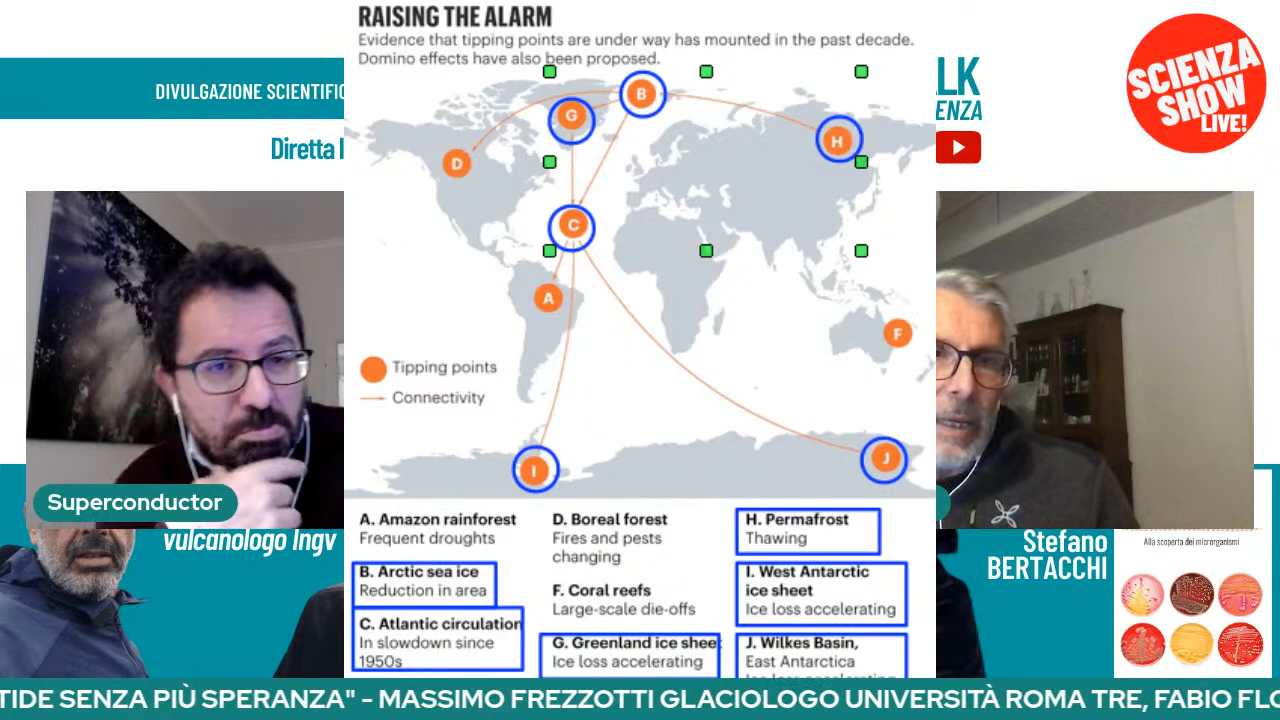 RAISING THE ALARM
Evidence that tipping points are under way has mounted in the past decade.
Domino effects have also been proposed.
DIVULGAZIONE SCIENTIFIC
Diretta I
ALK
ENZA
SCIENZA
SHOW
LIVE!
B
G
H
D
C
A
F
I
J
Tipping points
Connectivity
A. Amazon rainforest
Frequent droughts
B. Arctic sea ice
Reduction in area
C. Atlantic circulation
In slowdown since
1950s
D. Boreal forest
Fires and pests
changing
F. Coral reefs
Large-scale die-offs
G. Greenland ice sheet
Ice loss accelerating
H. Permafrost
Thawing
I. West Antarctic
ice sheet
Ice loss accelerating
J. Wilkes Basin,
East Antarctica
Ice loss accelerating
Superconductor
vulcanologo Ingv
Stefano
BERTACCHI
Alla scoperta dei microrganismi
TIDE SENZA PIÙ SPERANZA" - MASSIMO FREZZOTTI GLACIOLOGO UNIVERSITÀ ROMA TRE, FABIO FLO